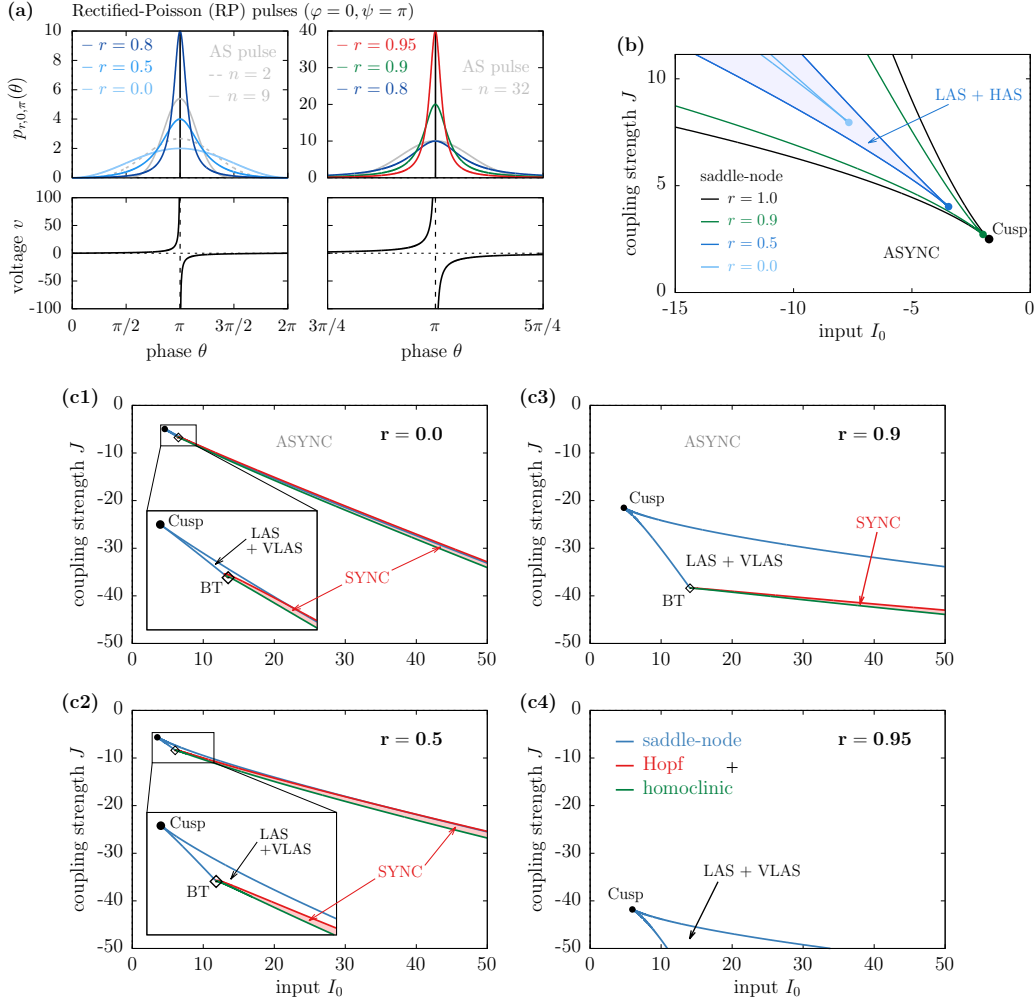 (a)
Rectified-Poisson (RP) pulses (φ = 0, ψ = π)
p_{r,0,π}(θ)
10
8
6
4
2
0
– r = 0.8
– r = 0.5
– r = 0.0
AS pulse
-- n = 2
– n = 9
40
30
20
10
0
– r = 0.95
– r = 0.9
– r = 0.8
AS pulse
– n = 32
voltage v
100
50
0
-50
-100
0
π/2
π
3π/2
2π
phase θ
3π/4
π
5π/4
phase θ
(b)
coupling strength J
10
5
0
LAS + HAS
saddle-node
r = 1.0
r = 0.9
r = 0.5
r = 0.0
Cusp
ASYNC
-15
-10
-5
0
input I₀
(c1)
coupling strength J
0
-10
-20
-30
-40
-50
ASYNC
r = 0.0
Cusp
LAS
+ VLAS
BT
SYNC
0
10
20
30
40
50
(c3)
coupling strength J
0
-10
-20
-30
-40
-50
ASYNC
r = 0.9
Cusp
SYNC
LAS + VLAS
BT
0
10
20
30
40
50
(c2)
coupling strength J
0
-10
-20
-30
-40
-50
r = 0.5
Cusp
LAS
+VLAS
BT
SYNC
0
10
20
30
40
50
input I₀
(c4)
coupling strength J
0
-10
-20
-30
-40
-50
saddle-node
Hopf
+
homoclinic
r = 0.95
LAS + VLAS
Cusp
0
10
20
30
40
50
input I₀